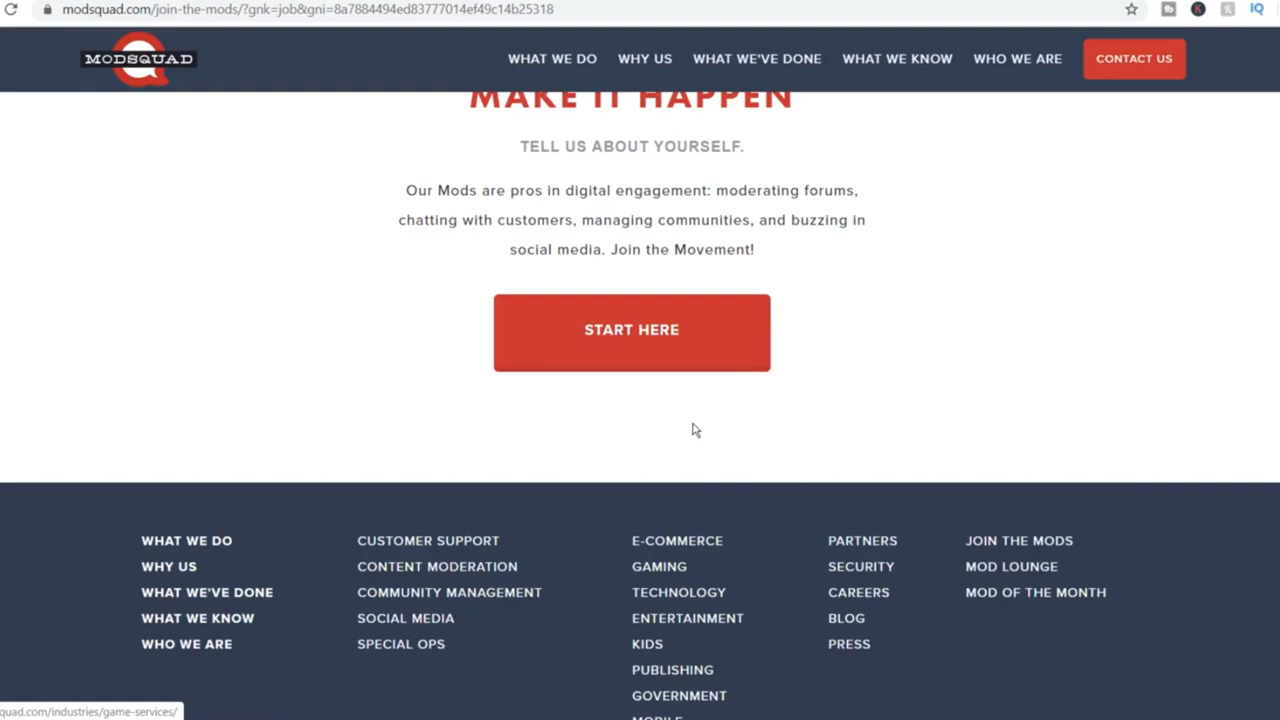 modsquad.com/join-the-mods/?gnk=job&gni=8a7884494ed83777014ef49c14b25318
MODSQUAD
WHAT WE DO
WHY US
WHAT WE'VE DONE
WHAT WE KNOW
WHO WE ARE
CONTACT US
MAKE IT HAPPEN
TELL US ABOUT YOURSELF.
Our Mods are pros in digital engagement: moderating forums,
chatting with customers, managing communities, and buzzing in
social media. Join the Movement!
START HERE
WHAT WE DO
WHY US
WHAT WE'VE DONE
WHAT WE KNOW
WHO WE ARE
CUSTOMER SUPPORT
CONTENT MODERATION
COMMUNITY MANAGEMENT
SOCIAL MEDIA
SPECIAL OPS
E-COMMERCE
GAMING
TECHNOLOGY
ENTERTAINMENT
KIDS
PUBLISHING
GOVERNMENT
MOBILE
PARTNERS
SECURITY
CAREERS
BLOG
PRESS
JOIN THE MODS
MOD LOUNGE
MOD OF THE MONTH
squad.com/industries/game-services/